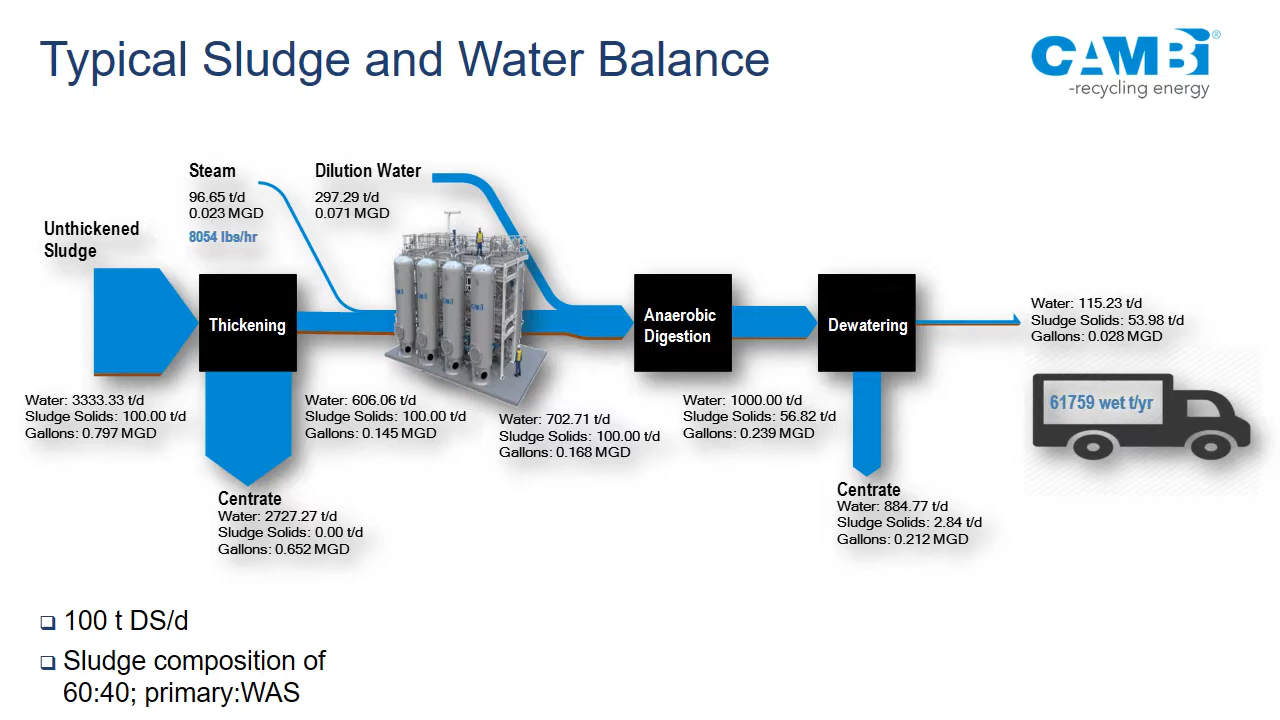 Typical Sludge and Water Balance
CAMBI®
-recycling energy
Steam
96.65 t/d
0.023 MGD
8054 lbs/hr
Dilution Water
297.29 t/d
0.071 MGD
Unthickened
Sludge
Thickening
Anaerobic
Digestion
Dewatering
Water: 115.23 t/d
Sludge Solids: 53.98 t/d
Gallons: 0.028 MGD
61759 wet t/yr
Water: 3333.33 t/d
Sludge Solids: 100.00 t/d
Gallons: 0.797 MGD
Water: 606.06 t/d
Sludge Solids: 100.00 t/d
Gallons: 0.145 MGD
Water: 702.71 t/d
Sludge Solids: 100.00 t/d
Gallons: 0.168 MGD
Water: 1000.00 t/d
Sludge Solids: 56.82 t/d
Gallons: 0.239 MGD
Centrate
Water: 2727.27 t/d
Sludge Solids: 0.00 t/d
Gallons: 0.652 MGD
Centrate
Water: 884.77 t/d
Sludge Solids: 2.84 t/d
Gallons: 0.212 MGD
100 t DS/d
Sludge composition of
60:40; primary:WAS